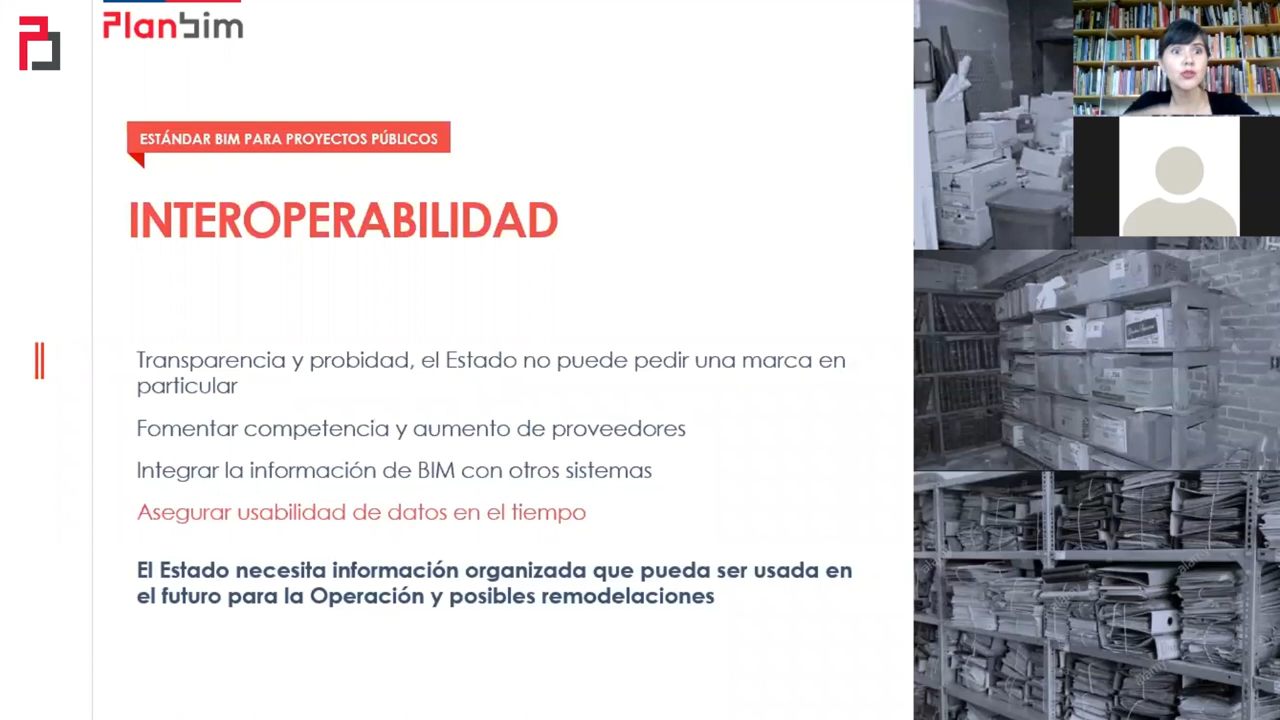 Planbim
ESTÁNDAR BIM PARA PROYECTOS PÚBLICOS
INTEROPERABILIDAD
Transparencia y probidad, el Estado no puede pedir una marca en
particular
Fomentar competencia y aumento de proveedores
Integrar la información de BIM con otros sistemas
Asegurar usabilidad de datos en el tiempo
El Estado necesita información organizada que pueda ser usada en
el futuro para la Operación y posibles remodelaciones